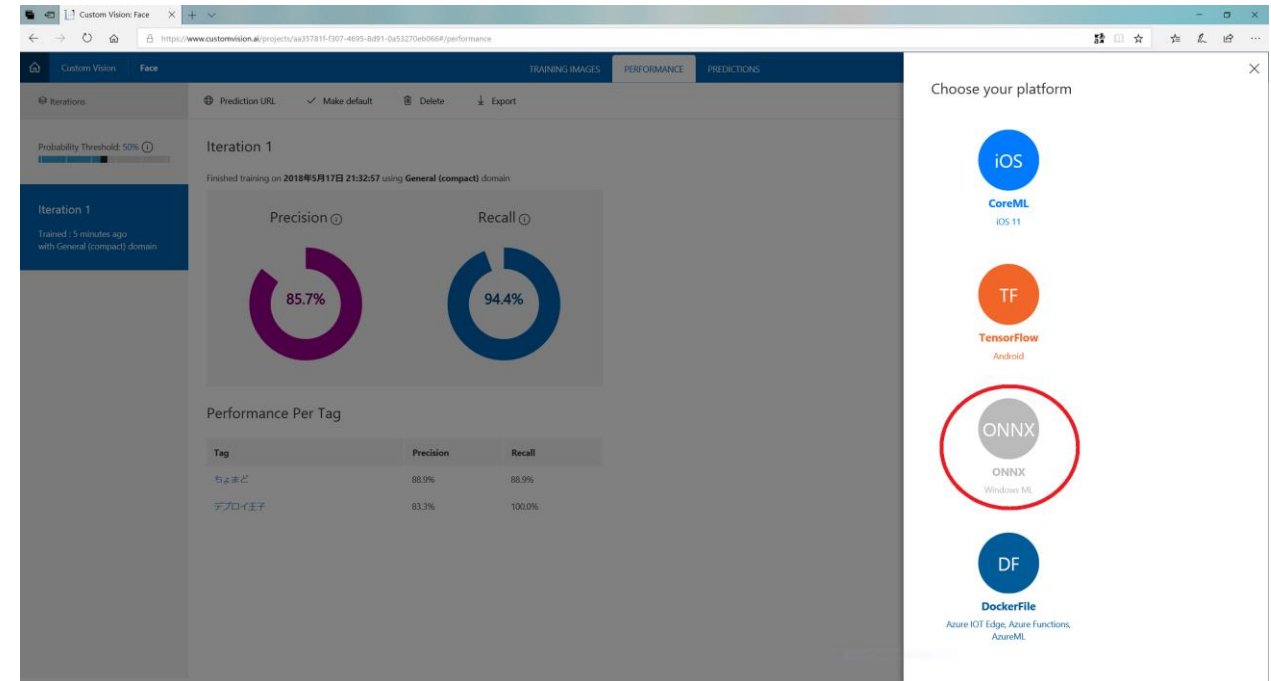 Custom Vision: Face
https://www.customvision.ai/projects/aa35781f-f307-4695-8d91-0a53270eb066#/performance
Custom Vision Face TRAINING IMAGES PERFORMANCE PREDICTIONS
Iterations
Prediction URL Make default Delete Export
Probability Threshold: 50%
Iteration 1
Trained : 5 minutes ago
with General (compact) domain
Iteration 1
Finished training on 2018年5月17日 21:32:57 using General (compact) domain
Precision Recall
85.7% 94.4%
Performance Per Tag
Tag Precision Recall
ちょまど 88.9% 88.9%
デプロイ王子 83.3% 100.0%
Choose your platform
iOS
CoreML
iOS 11
TF
TensorFlow
Android
ONNX
ONNX
Windows ML
DF
DockerFile
Azure IOT Edge, Azure Functions,
AzureML